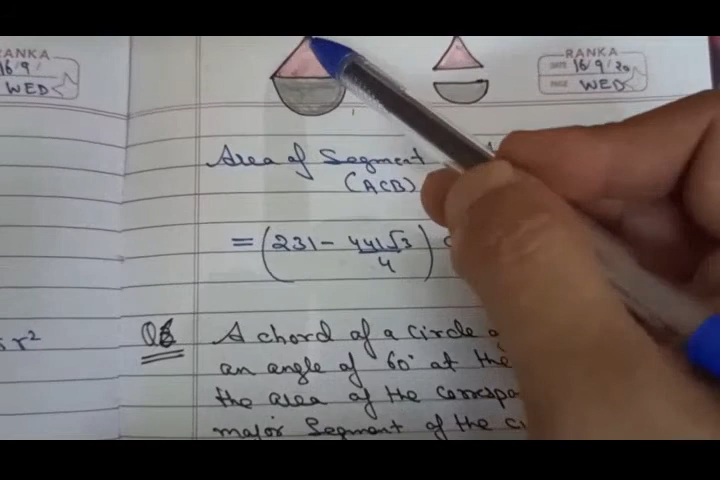 RANKA
16/9/
WED
RANKA
DATE 16/9/20
PAGE WED
Area of Segment
(ACB)
= (231 - 441√3/4)
r²
Q6 A chord of a circle
an angle of 60° at the
the area of the
major Segment of the